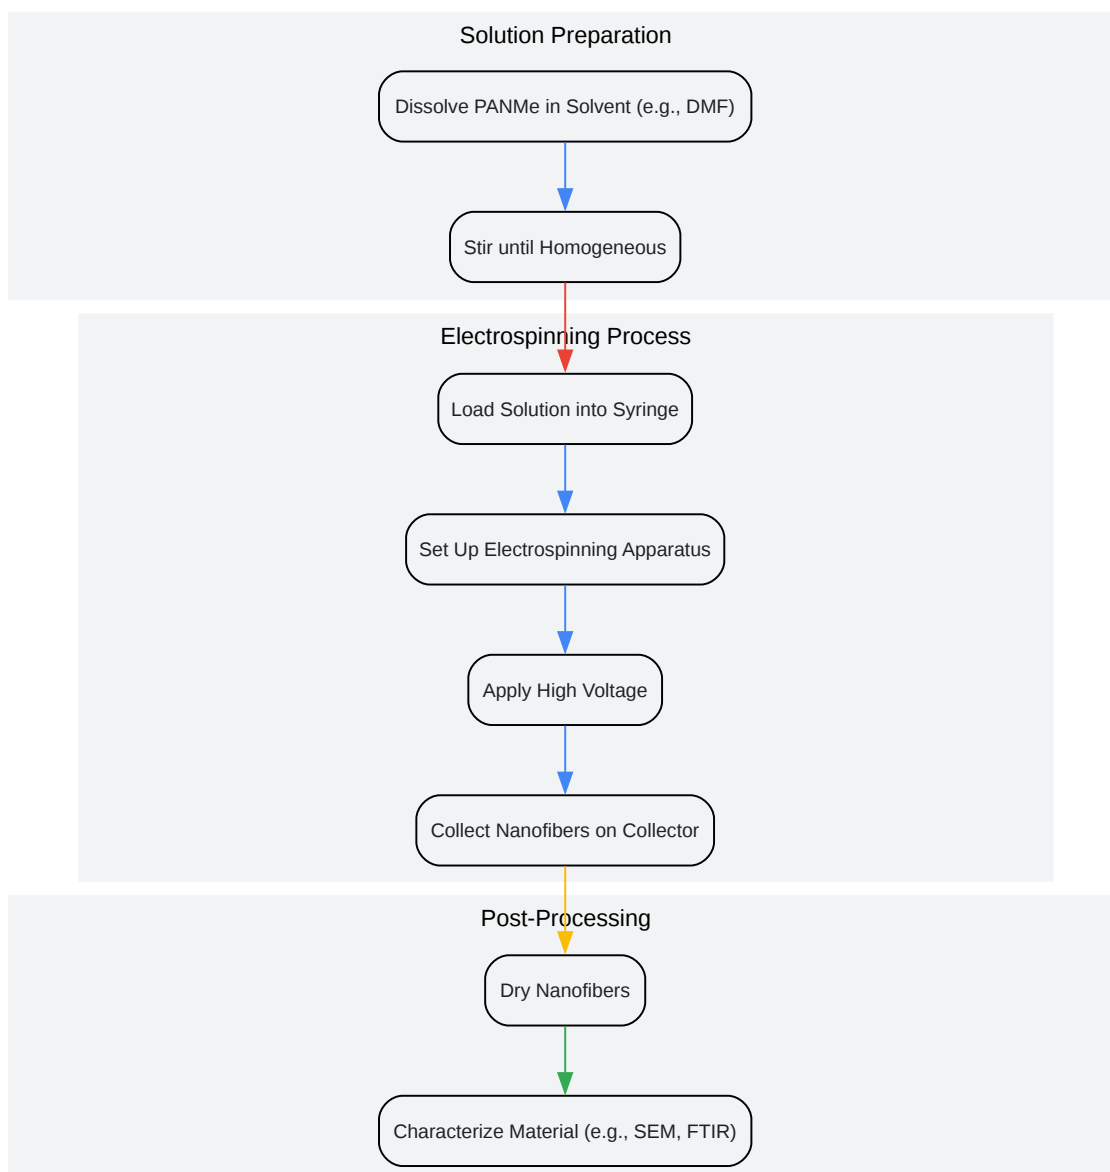 Solution Preparation
Dissolve PANMe in Solvent (e.g., DMF)
Stir until Homogeneous
Electrospinning Process
Load Solution into Syringe
Set Up Electrospinning Apparatus
Apply High Voltage
Collect Nanofibers on Collector
Post-Processing
Dry Nanofibers
Characterize Material (e.g., SEM, FTIR)